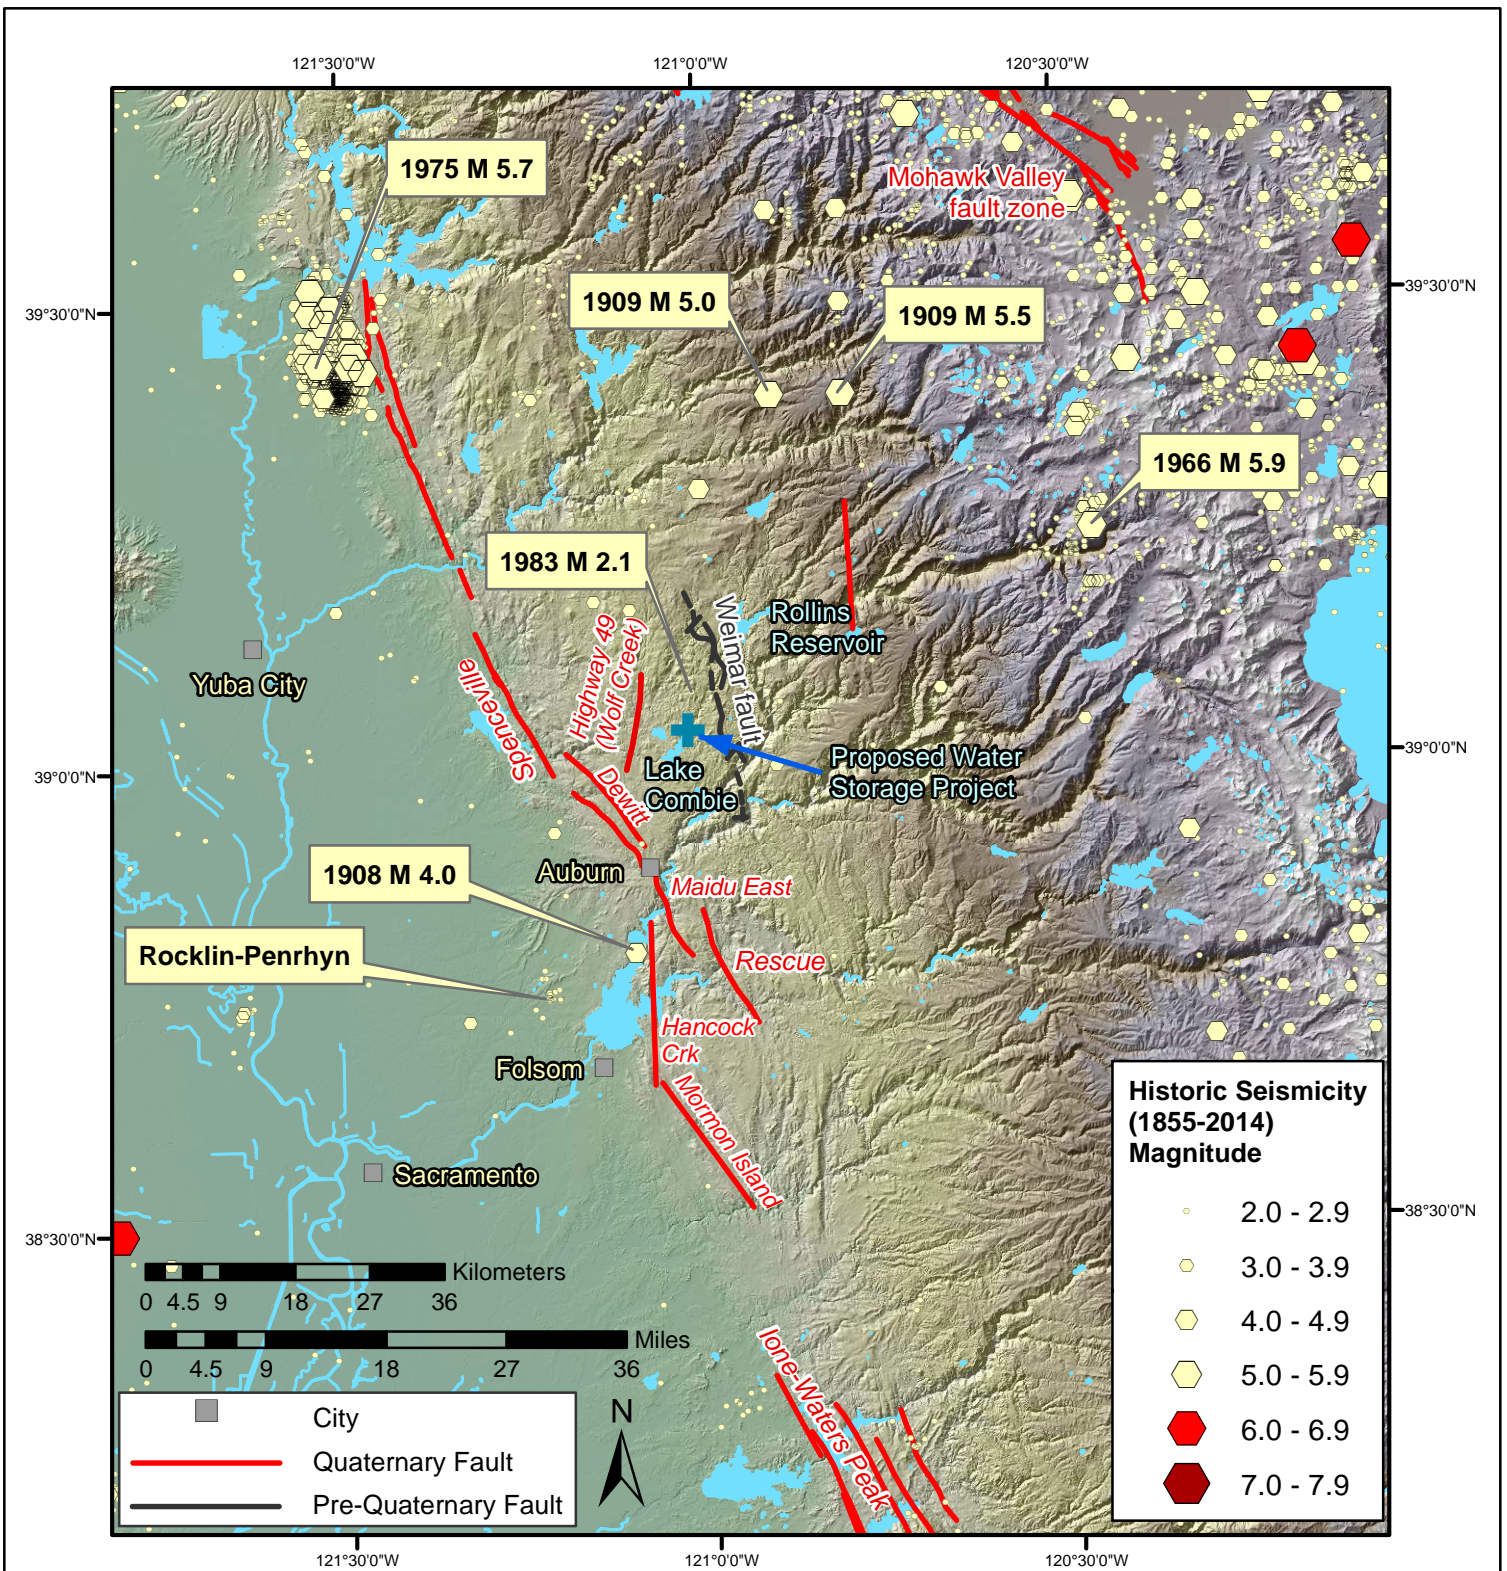 121°30'0"W
121°0'0"W
120°30'0"W
1975 M 5.7
Mohawk Valley
fault zone
39°30'0"N
39°30'0"N
1909 M 5.0
1909 M 5.5
1966 M 5.9
1983 M 2.1
Rollins
Reservoir
Weimar fault
Highway 49
(Wolf Creek)
Yuba City
Spenceville
39°0'0"N
39°0'0"N
Dewitt
Lake
Combie
Proposed Water
Storage Project
Auburn
1908 M 4.0
Maidu East
Rocklin-Penrhyn
Rescue
Hancock
Crk
Folsom
Mormon Island
Sacramento
38°30'0"N
38°30'0"N
Kilometers
0 4.5 9 18 27 36
Miles
0 4.5 9 18 27 36
Ione-Waters Peak
City
Quaternary Fault
Pre-Quaternary Fault
N
Historic Seismicity
(1855-2014)
Magnitude
2.0 - 2.9
3.0 - 3.9
4.0 - 4.9
5.0 - 5.9
6.0 - 6.9
7.0 - 7.9
121°30'0"W
121°0'0"W
120°30'0"W